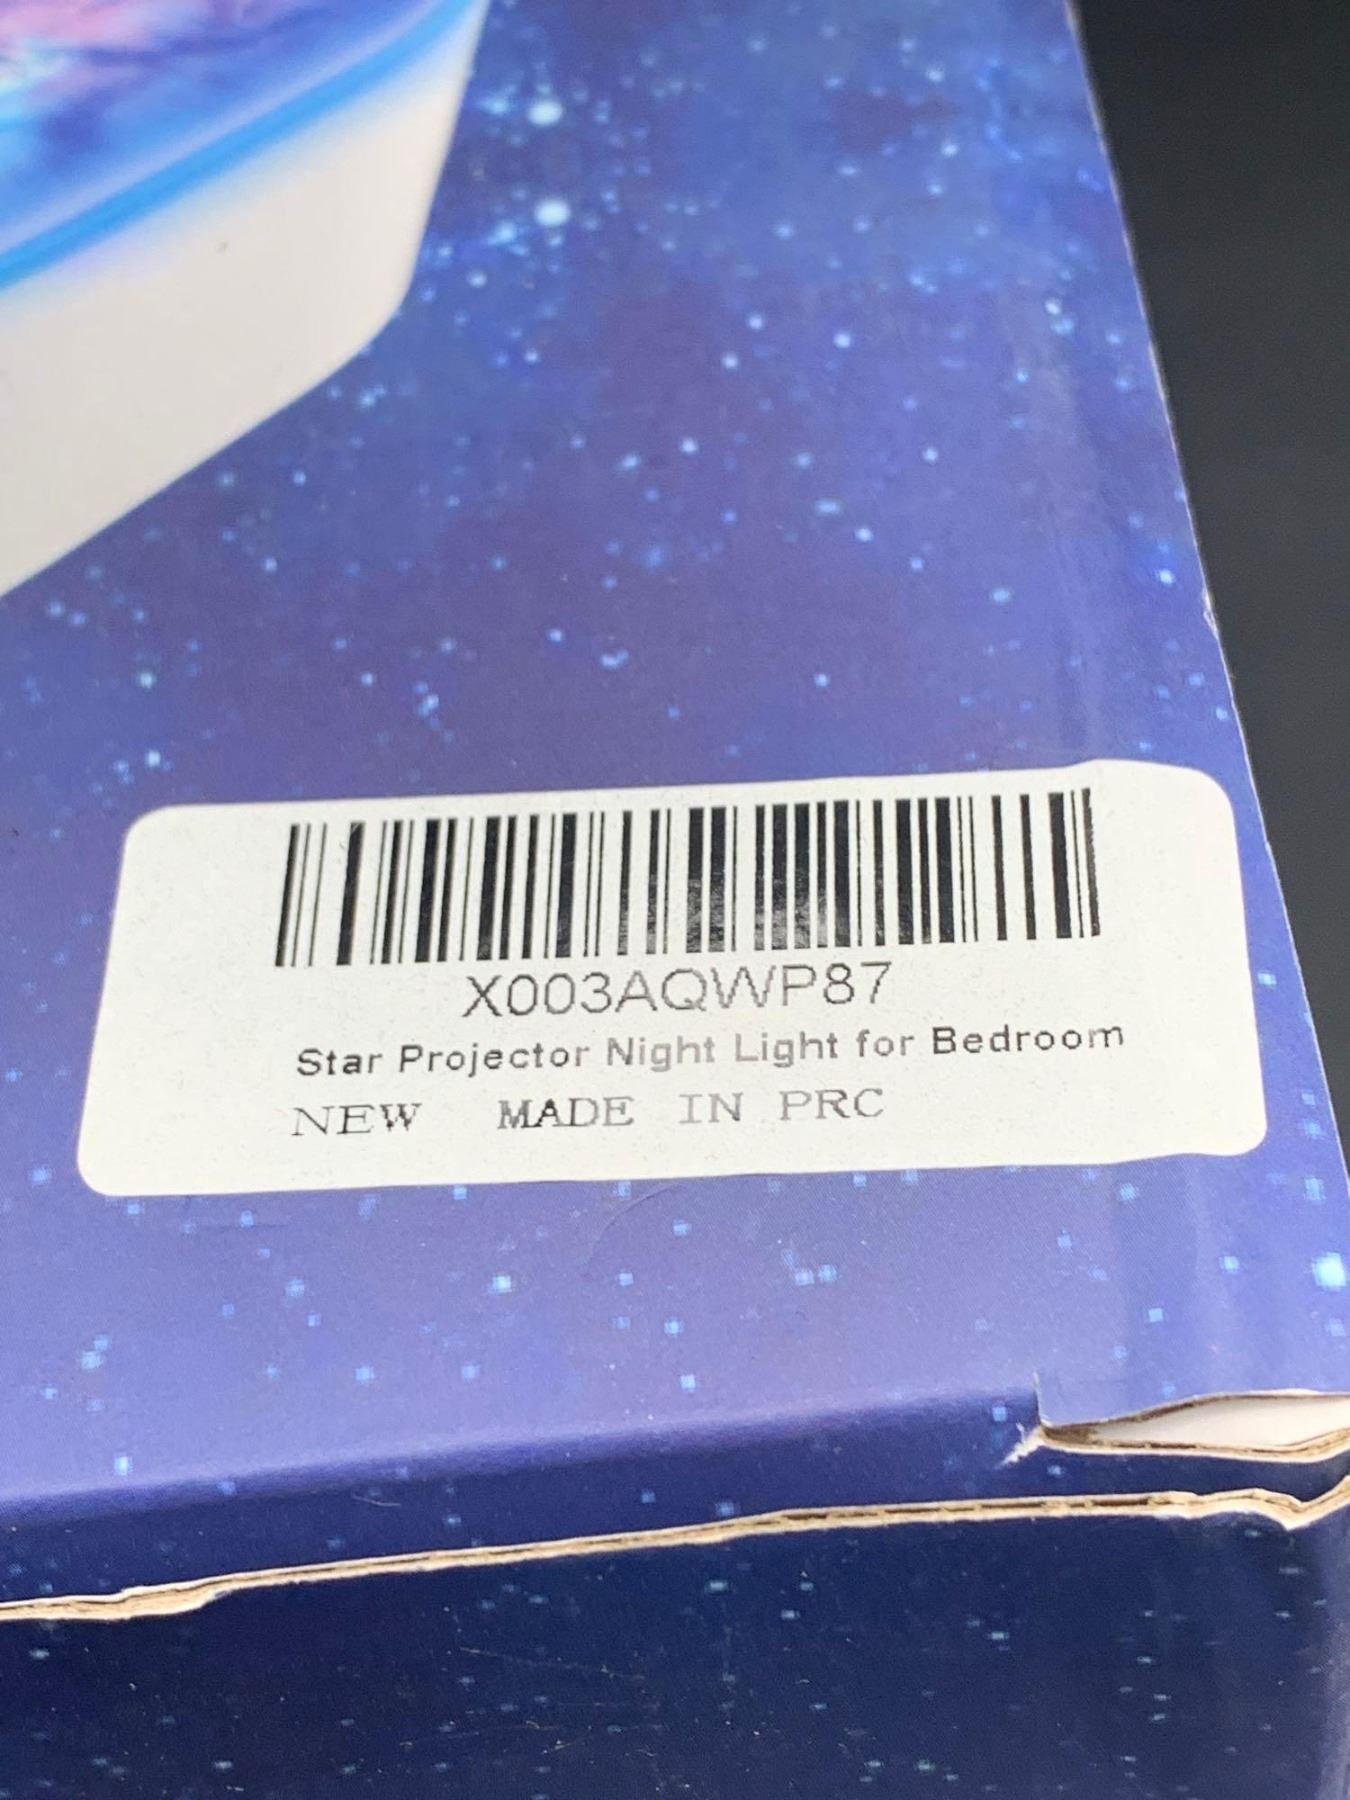 X003AQWP87
Star Projector Night Light for Bedroom
NEW MADE IN PRC